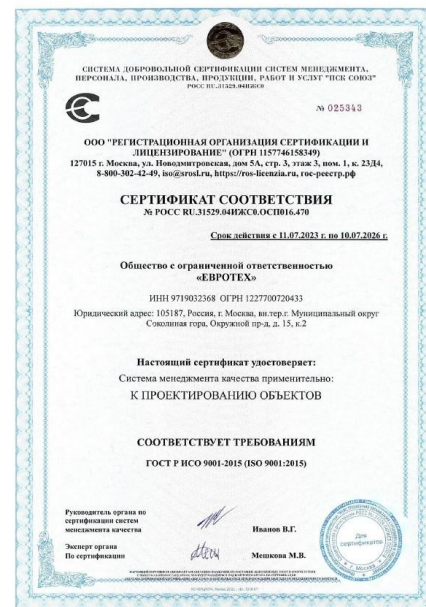 СИСТЕМА ДОБРОВОЛЬНОЙ СЕРТИФИКАЦИИ СИСТЕМ МЕНЕДЖМЕНТА,
ПЕРСОНАЛА, ПРОИЗВОДСТВА, ПРОДУКЦИИ, РАБОТ И УСЛУГ "ПСК СОЮЗ"
РОСС RU.31529.04ИЖС0
№ 025343
ООО "РЕГИСТРАЦИОННАЯ ОРГАНИЗАЦИЯ СЕРТИФИКАЦИИ И
ЛИЦЕНЗИРОВАНИЕ" (ОГРН 1157746158349)
127015 г. Москва, ул. Новодмитровская, дом 5А, стр. 3, этаж 3, пом. 1, к. 23Д4,
8-800-302-42-49, iso@srosl.ru, https://ros-licenzia.ru, гос-реестр.рф
СЕРТИФИКАТ СООТВЕТСТВИЯ
№ РОСС RU.31529.04ИЖС0.ОСП016.470
Срок действия с 11.07.2023 г. по 10.07.2026 г.
Общество с ограниченной ответственностью
«ЕВРОТЕХ»
ИНН 9719032368 ОГРН 1227700720433
Юридический адрес: 105187, Россия, г. Москва, вн.тер.г. Муниципальный округ
Соколиная гора, Окружной пр-д, д. 15, к.2
Настоящий сертификат удостоверяет:
Система менеджмента качества применительно:
К ПРОЕКТИРОВАНИЮ ОБЪЕКТОВ
СООТВЕТСТВУЕТ ТРЕБОВАНИЯМ
ГОСТ Р ИСО 9001-2015 (ISO 9001:2015)
Руководитель органа по
сертификации систем
менеджмента качества
Иванов В.Г.
Эксперт органа
По сертификации
Мешкова М.В.
Для
сертификатов
г. Москва